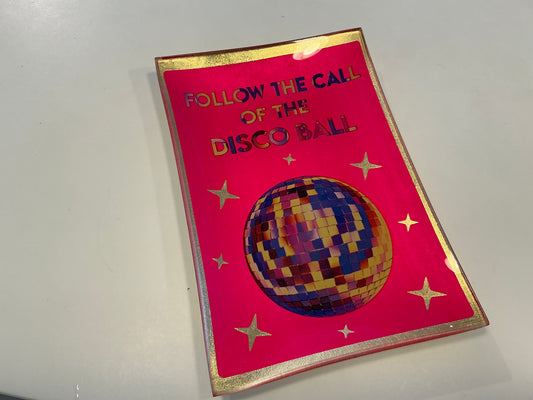 FOLLOW THE CALL
OF THE
DISCO BALL